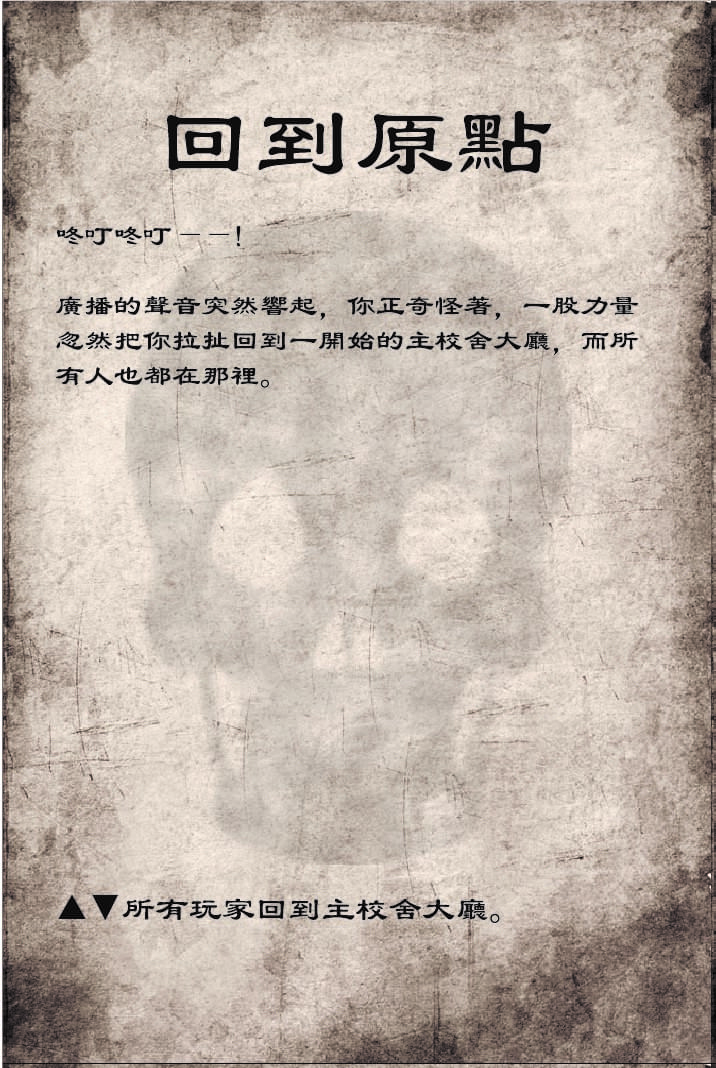 回到原點
咚叮咚叮——!
廣播的聲音突然響起，你正奇怪著，一股力量
忽然把你拉扯回到一開始的主校舍大廳，而所
有人也都在那裡。
▲▼所有玩家回到主校舍大廳。